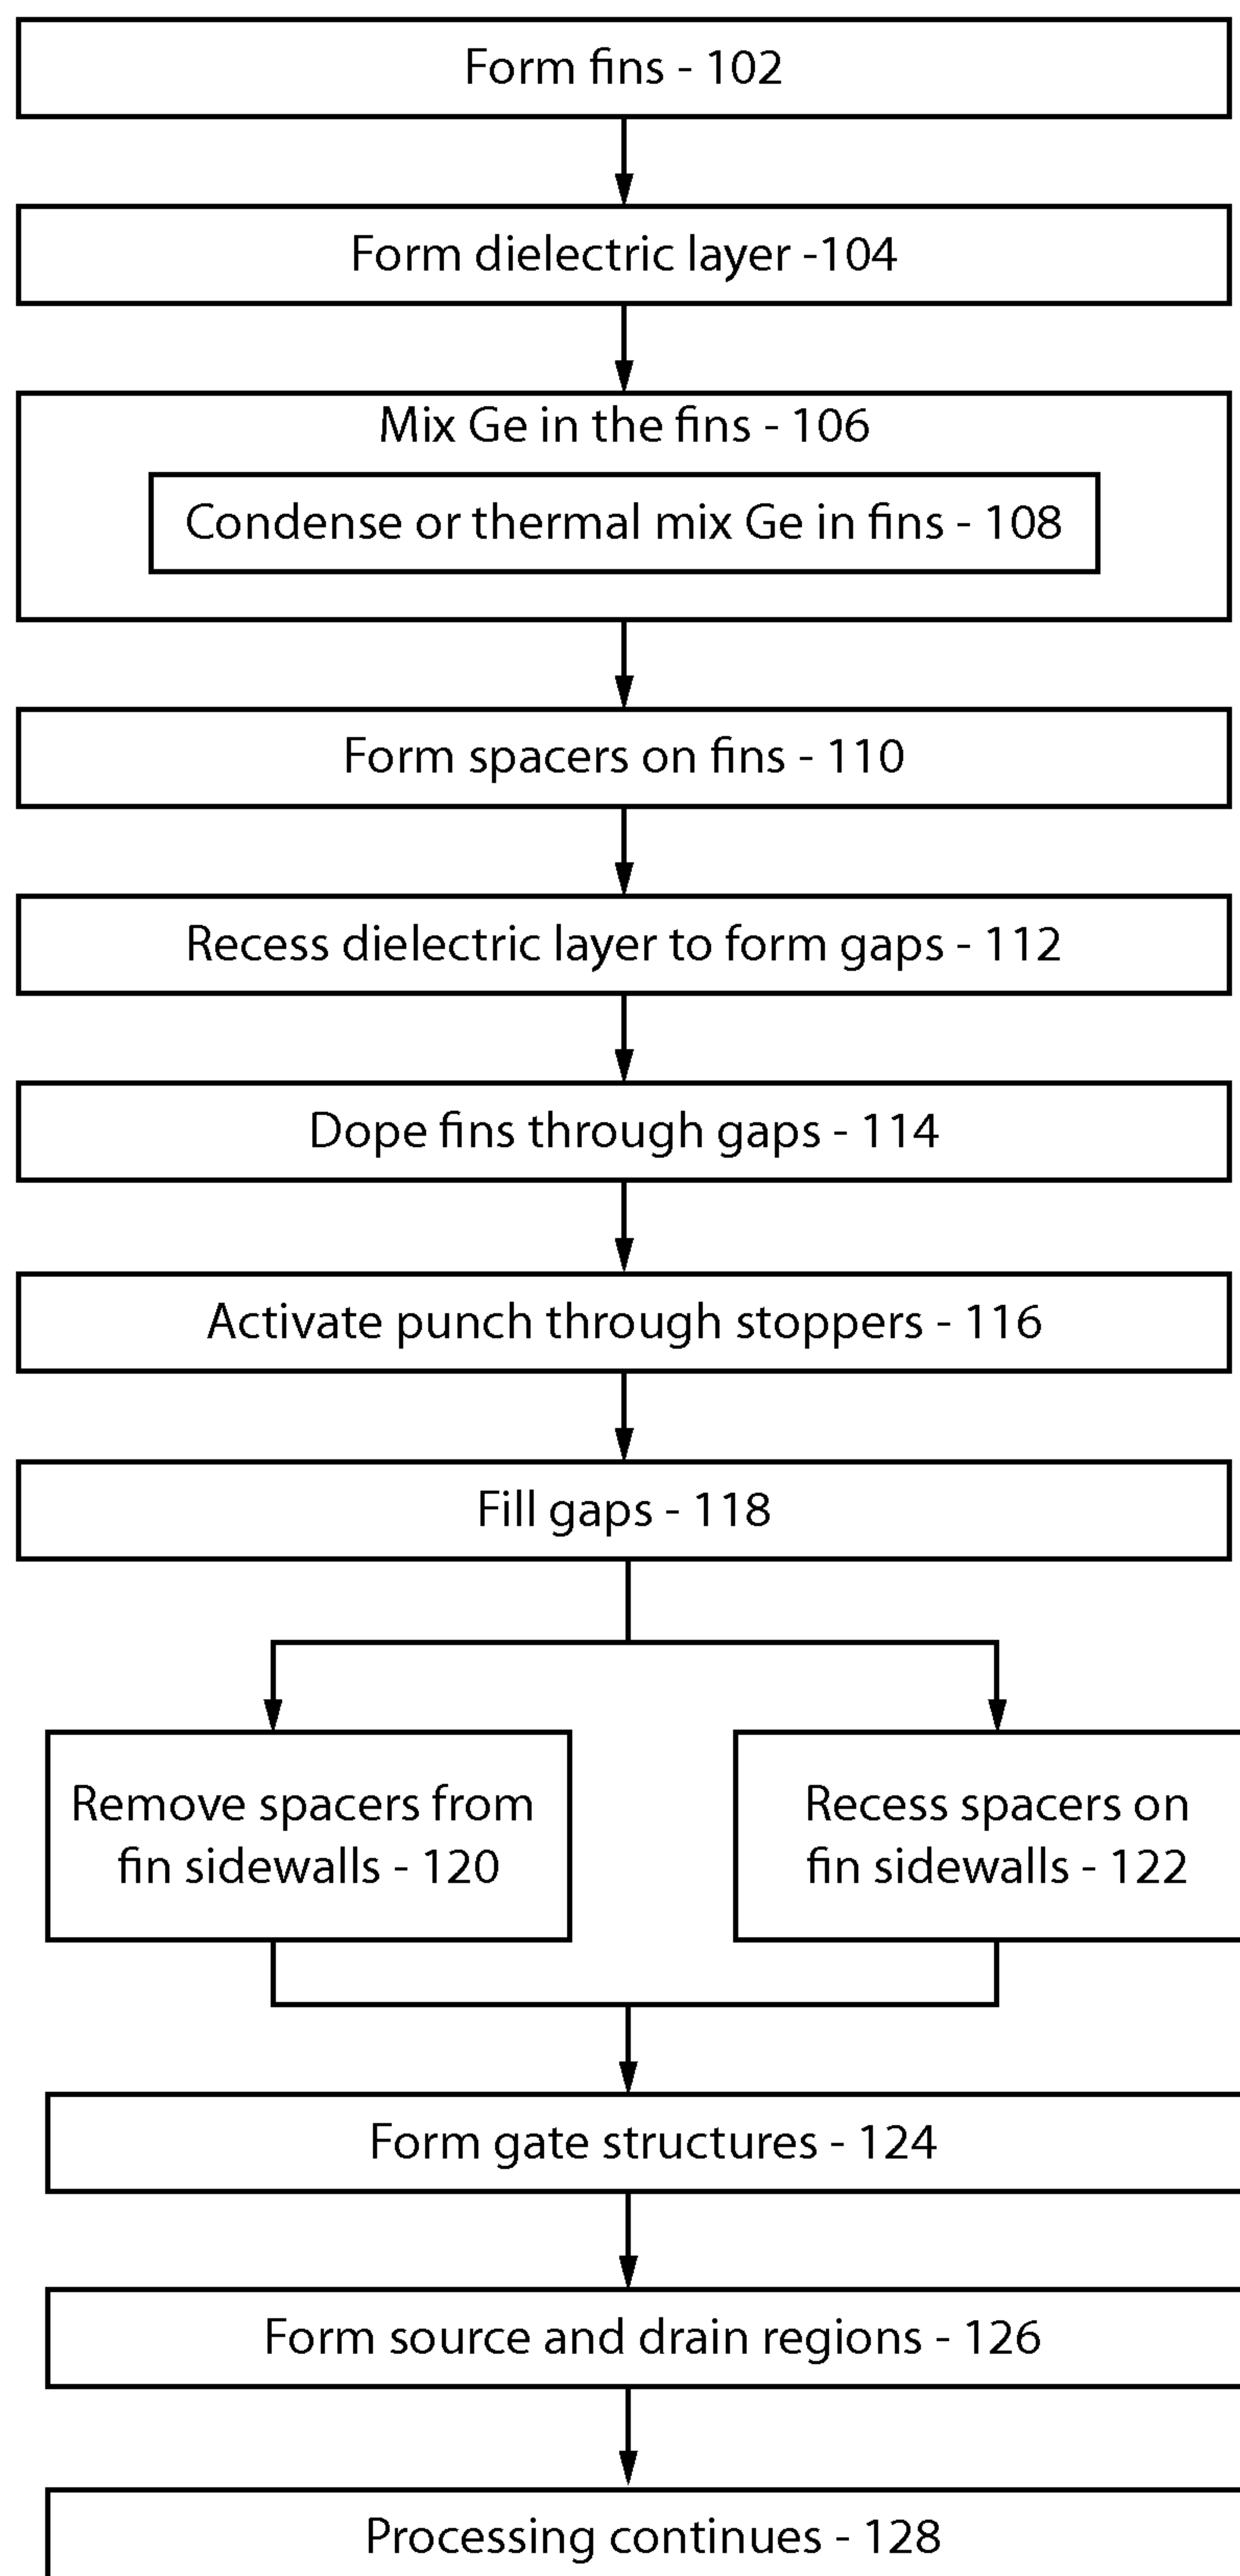 Form fins - 102
Form dielectric layer -104
Mix Ge in the fins - 106
Condense or thermal mix Ge in fins - 108
Form spacers on fins - 110
Recess dielectric layer to form gaps - 112
Dope fins through gaps - 114
Activate punch through stoppers - 116
Fill gaps - 118
Remove spacers from
fin sidewalls - 120
Recess spacers on
fin sidewalls - 122
Form gate structures - 124
Form source and drain regions - 126
Processing continues - 128